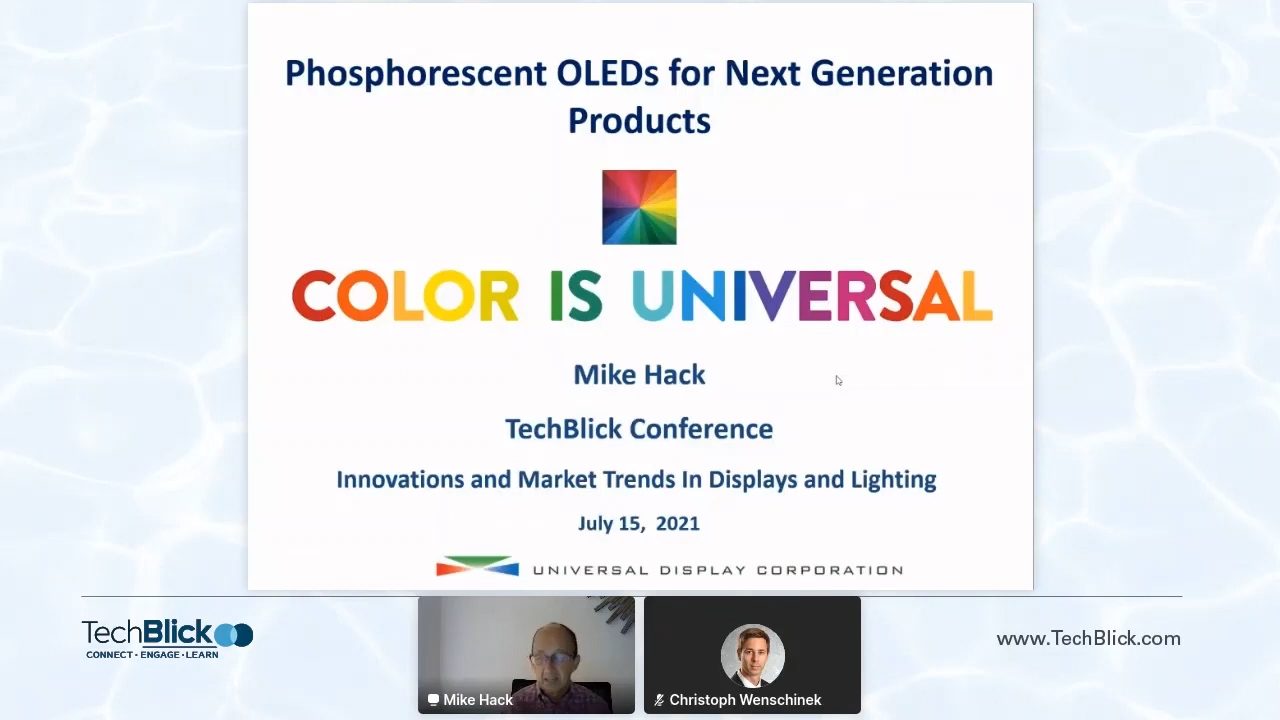 Phosphorescent OLEDs for Next Generation
Products
COLOR IS UNIVERSAL
Mike Hack
TechBlick Conference
Innovations and Market Trends In Displays and Lighting
July 15, 2021
UNIVERSAL DISPLAY CORPORATION
TechBlick
CONNECT · ENGAGE · LEARN
Mike Hack
Christoph Wenschinek
www.TechBlick.com